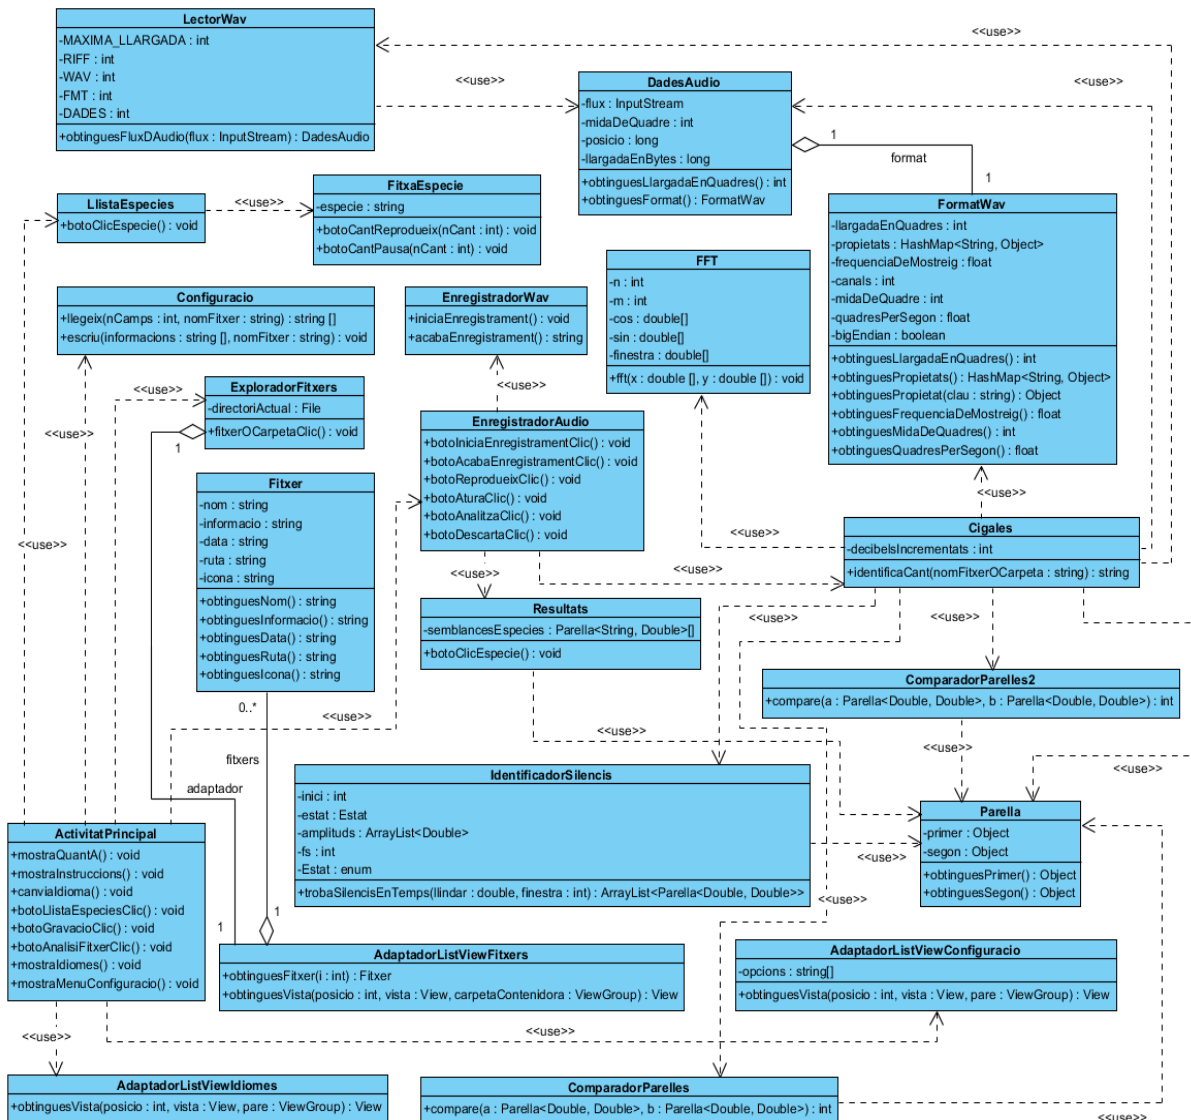 LectorWav
-MAXIMA_LLARGADA : int
-RIFF : int
-WAV : int
-FMT : int
-DADES : int
+obtinguesFluxDAudio(flux : InputStream) : DadesAudio
<<use>>
<<use>>
<<use>>
DadesAudio
-flux : InputStream
-midaDeQuadre : int
-posicio : long
-llargadaEnBytes : long
+obtinguesLlargadaEnQuadres() : int
+obtinguesFormat() : FormatWav
1
format
1
LlistaEspecies
+botoClicEspecie() : void
<<use>>
FitxaEspecie
-especie : string
+botoCantReprodueix(nCant : int) : void
+botoCantPausa(nCant : int) : void
FormatWav
-llargadaEnQuadres : int
-propietats : HashMap<String, Object>
-frequenciaDeMostreig : float
-canals : int
-midaDeQuadre : int
-quadresPerSegon : float
-bigEndian : boolean
+obtinguesLlargadaEnQuadres() : int
+obtinguesPropietats() : HashMap<String, Object>
+obtinguesPropietat(clau : string) : Object
+obtinguesFrequenciaDeMostreig() : float
+obtinguesMidaDeQuadres() : int
+obtinguesQuadresPerSegon() : float
FFT
-n : int
-m : int
-cos : double[]
-sin : double[]
-finestra : double[]
+fft(x : double [], y : double []) : void
Configuracio
+llegeix(nCamps : int, nomFitxer : string) : string []
+escriu(informacions : string [], nomFitxer : string) : void
EnregistradorWav
+iniciaEnregistrament() : void
+acabaEnregistrament() : string
<<use>>
<<use>>
<<use>>
ExploradorFitxers
-directoriActual : File
+fitxerOCarpetaClic() : void
1
EnregistradorAudio
+botoIniciaEnregistramentClic() : void
+botoAcabaEnregistramentClic() : void
+botoReprodueixClic() : void
+botoAturaClic() : void
+botoAnalitzaClic() : void
+botoDescartaClic() : void
Fitxer
-nom : string
-informacio : string
-data : string
-ruta : string
-icona : string
+obtinguesNom() : string
+obtinguesInformacio() : string
+obtinguesData() : string
+obtinguesRuta() : string
+obtinguesIcona() : string
<<use>>
<<use>>
<<use>>
Cigales
-decibelsIncrementats : int
+identificaCant(nomFitxerOCarpeta : string) : string
<<use>>
<<use>>
<<use>>
Resultats
-semblancesEspecies : Parella<String, Double>[]
+botoClicEspecie() : void
<<use>>
<<use>>
ComparadorParelles2
+compare(a : Parella<Double, Double>, b : Parella<Double, Double>) : int
0..*
<<use>>
fitxers
adaptador
<<use>>
<<use>>
<<use>>
IdentificadorSilencis
-inici : int
-estat : Estat
-amplituds : ArrayList<Double>
-fs : int
-Estat : enum
+trobaSilencisEnTemps(llindar : double, finestra : int) : ArrayList<Parella<Double, Double>>
Parella
-primer : Object
-segon : Object
+obtinguesPrimer() : Object
+obtinguesSegon() : Object
<<use>>
<<use>>
ActivitatPrincipal
+mostraQuantA() : void
+mostraInstruccions() : void
+canviaIdioma() : void
+botoLlistaEspeciesClic() : void
+botoGravacioClic() : void
+botoAnalisiFitxerClic() : void
+mostraIdiomes() : void
+mostraMenuConfiguracio() : void
1
1
AdaptadorListViewFitxers
+obtinguesFitxer(i : int) : Fitxer
+obtinguesVista(posicio : int, vista : View, carpetaContenidora : ViewGroup) : View
AdaptadorListViewConfiguracio
-opcions : string[]
+obtinguesVista(posicio : int, vista : View, pare : ViewGroup) : View
<<use>>
<<use>>
AdaptadorListViewIdiomes
+obtinguesVista(posicio : int, vista : View, pare : ViewGroup) : View
ComparadorParelles
+compare(a : Parella<Double, Double>, b : Parella<Double, Double>) : int
<<use>>